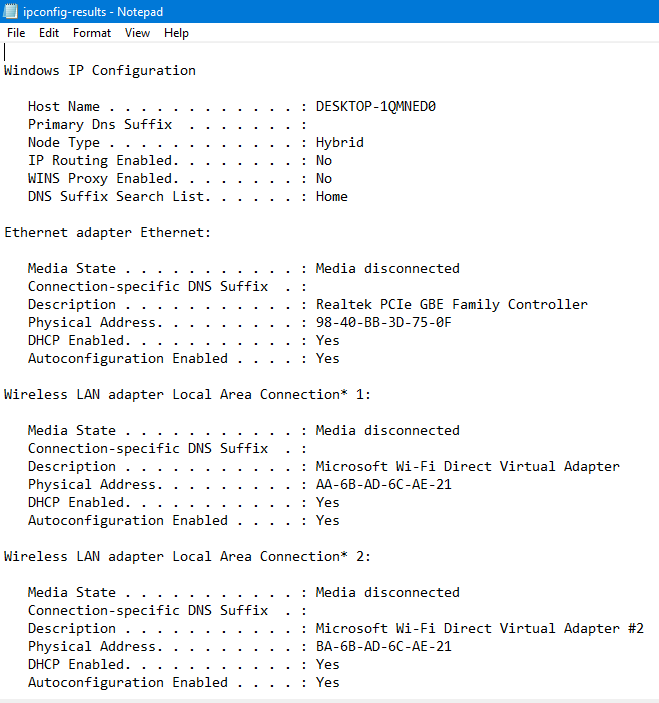 ipconfig-results - Notepad
File Edit Format View Help
Windows IP Configuration
Host Name . . . . . . . . . . . . : DESKTOP-1QMNED0
Primary Dns Suffix  . . . . . . . :
Node Type . . . . . . . . . . . . : Hybrid
IP Routing Enabled. . . . . . . . : No
WINS Proxy Enabled. . . . . . . . : No
DNS Suffix Search List. . . . . . : Home
Ethernet adapter Ethernet:
Media State . . . . . . . . . . . : Media disconnected
Connection-specific DNS Suffix  . :
Description . . . . . . . . . . . : Realtek PCIe GBE Family Controller
Physical Address. . . . . . . . . : 98-40-BB-3D-75-0F
DHCP Enabled. . . . . . . . . . . : Yes
Autoconfiguration Enabled . . . . : Yes
Wireless LAN adapter Local Area Connection* 1:
Media State . . . . . . . . . . . : Media disconnected
Connection-specific DNS Suffix  . :
Description . . . . . . . . . . . : Microsoft Wi-Fi Direct Virtual Adapter
Physical Address. . . . . . . . . : AA-6B-AD-6C-AE-21
DHCP Enabled. . . . . . . . . . . : Yes
Autoconfiguration Enabled . . . . : Yes
Wireless LAN adapter Local Area Connection* 2:
Media State . . . . . . . . . . . : Media disconnected
Connection-specific DNS Suffix  . :
Description . . . . . . . . . . . : Microsoft Wi-Fi Direct Virtual Adapter #2
Physical Address. . . . . . . . . : BA-6B-AD-6C-AE-21
DHCP Enabled. . . . . . . . . . . : Yes
Autoconfiguration Enabled . . . . : Yes